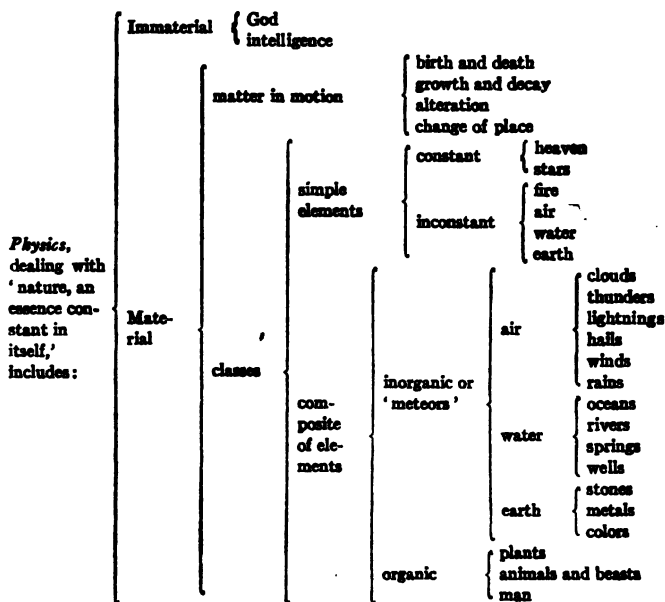 Physics,
dealing with
‘nature, an
essence con-
stant in
itself,’
includes:
Immaterial
God
intelligence
Mate-
rial
matter in motion
birth and death
growth and decay
alteration
change of place
classes
simple
elements
constant
heaven
stars
inconstant
fire
air
water
earth
com-
posite
of ele-
ments
inorganic or
‘meteors’
air
clouds
thunders
lightnings
hails
winds
rains
water
oceans
rivers
springs
wells
earth
stones
metals
colors
organic
plants
animals and beasts
man